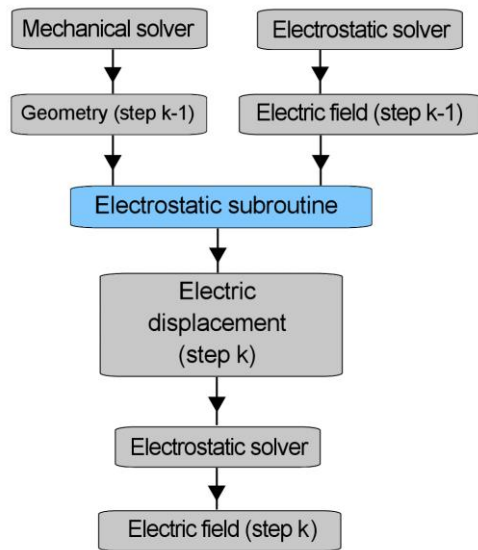 Mechanical solver
Electrostatic solver
Geometry (step k-1)
Electric field (step k-1)
Electrostatic subroutine
Electric
displacement
(step k)
Electrostatic solver
Electric field (step k)